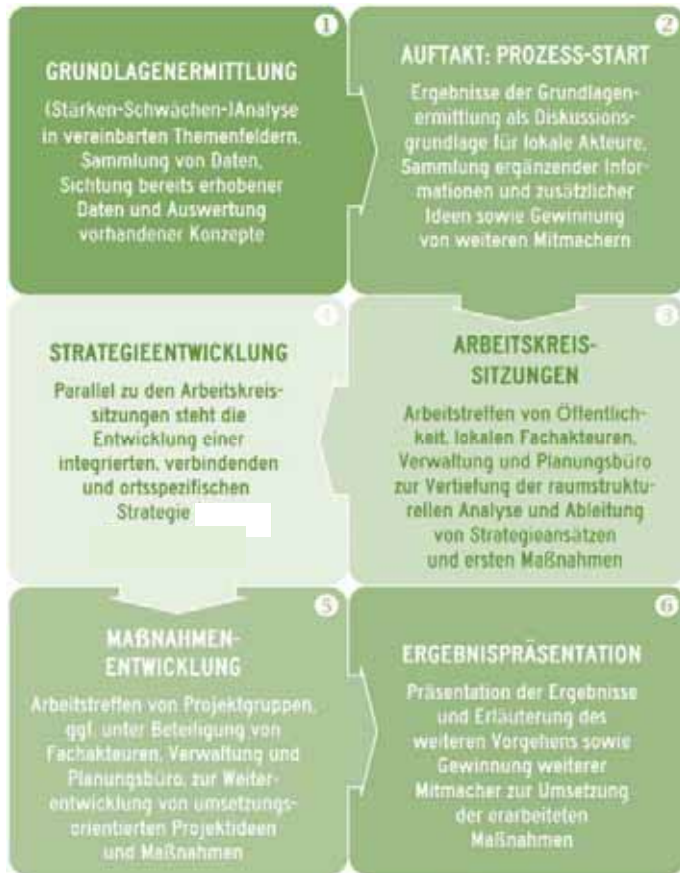 1
GRUNDLAGENERMITTLUNG
(Stärken-Schwächen-)Analyse
in vereinbarten Themenfeldern,
Sammlung von Daten,
Sichtung bereits erhobener
Daten und Auswertung
vorhandener Konzepte
2
AUFTAKT: PROZESS-START
Ergebnisse der Grundlagen-
ermittlung als Diskussions-
grundlage für lokale Akteure,
Sammlung ergänzender Infor-
mationen und zusätzlicher
Ideen sowie Gewinnung
von weiteren Mitmachern
3
ARBEITSKREIS-
SITZUNGEN
Arbeitstreffen von Öffentlich-
keit, lokalen Fachakteuren,
Verwaltung und Planungsbüro
zur Vertiefung der raumstruktu-
rellen Analyse und Ableitung
von Strategieansätzen
und ersten Maßnahmen
4
STRATEGIEENTWICKLUNG
Parallel zu den Arbeitskreis-
sitzungen steht die
Entwicklung einer
integrierten, verbindenden
und ortsspezifischen
Strategie
5
MAßNAHMEN-
ENTWICKLUNG
Arbeitstreffen von Projektgruppen,
ggf. unter Beteiligung von
Fachakteuren, Verwaltung und
Planungsbüro, zur Weiter-
entwicklung von umsetzungs-
orientierten Projektideen
und Maßnahmen
6
ERGEBNISPRÄSENTATION
Präsentation der Ergebnisse
und Erläuterung des
weiteren Vorgehens sowie
Gewinnung weiterer
Mitmacher zur Umsetzung
der erarbeiteten
Maßnahmen